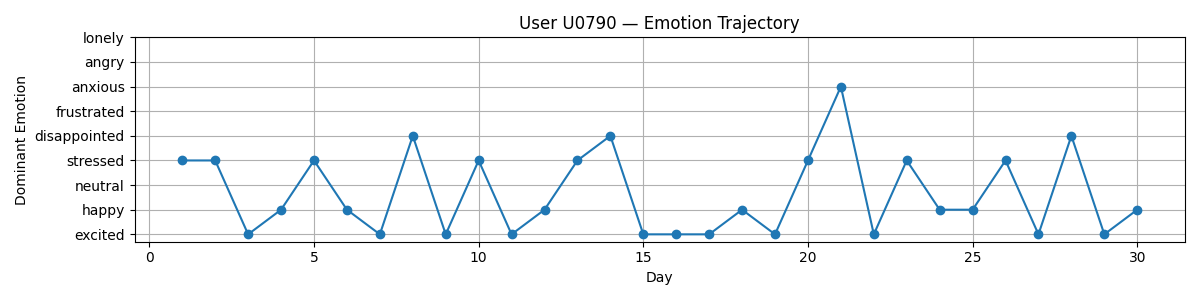 User U0790 — Emotion Trajectory
Dominant Emotion
lonely
angry
anxious
frustrated
disappointed
stressed
neutral
happy
excited
0 5 10 15 20 25 30
Day